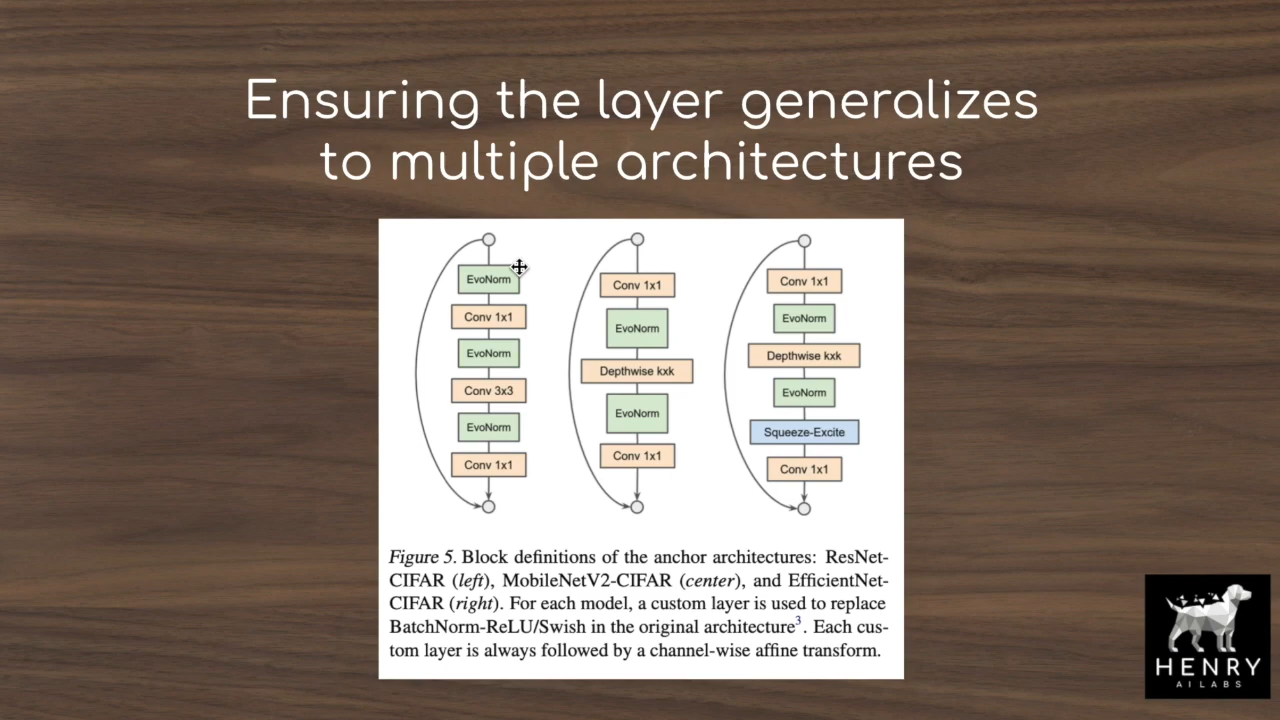 Ensuring the layer generalizes
to multiple architectures
EvoNorm
Conv 1x1
EvoNorm
Conv 3x3
EvoNorm
Conv 1x1
Conv 1x1
EvoNorm
Depthwise kxk
EvoNorm
Conv 1x1
Conv 1x1
EvoNorm
Depthwise kxk
EvoNorm
Squeeze-Excite
Conv 1x1
Figure 5. Block definitions of the anchor architectures: ResNet-
CIFAR (left), MobileNetV2-CIFAR (center), and EfficientNet-
CIFAR (right). For each model, a custom layer is used to replace
BatchNorm-ReLU/Swish in the original architecture³. Each cus-
tom layer is always followed by a channel-wise affine transform.
HENRY
AI LABS